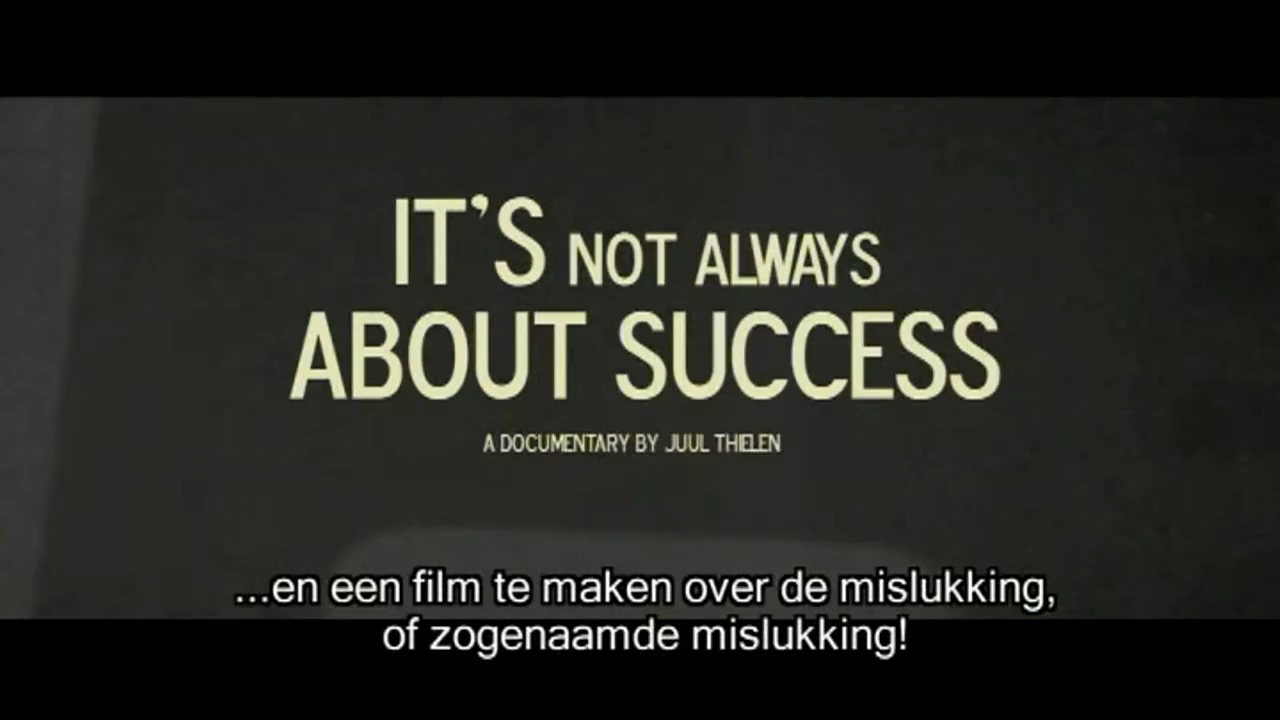 IT'S NOT ALWAYS
ABOUT SUCCESS
A DOCUMENTARY BY JUUL THIELEN
...en een film te maken over de mislukking,
of zogenaamde mislukking!